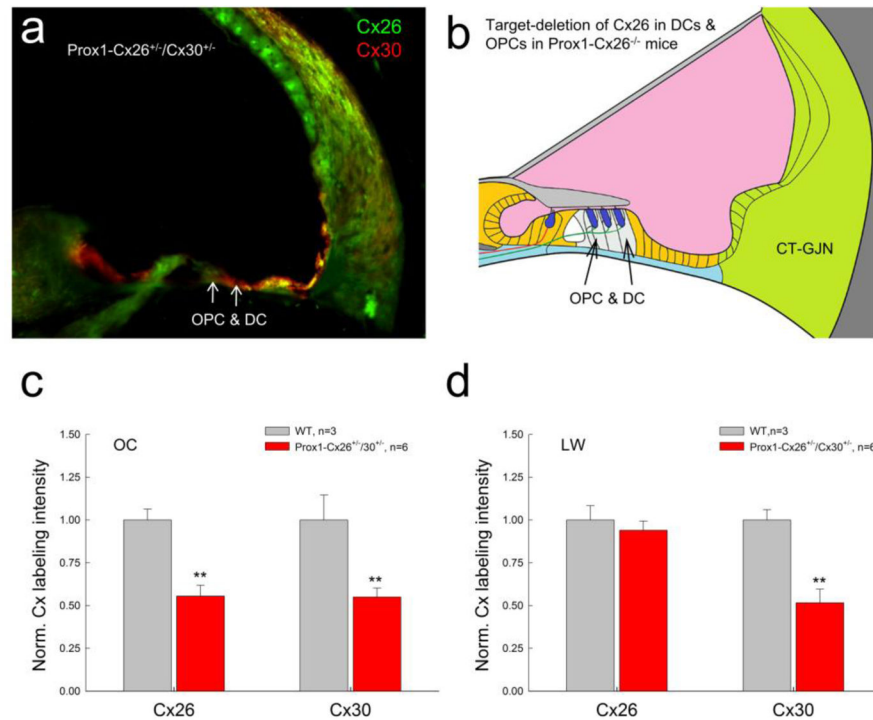 a
Prox1-Cx26+/-/Cx30+/-
Cx26
Cx30
OPC & DC
b
Target-deletion of Cx26 in DCs &
OPCs in Prox1-Cx26-/- mice
CT-GJN
OPC & DC
c
Norm. Cx labeling intensity
1.50
1.25
1.00
0.75
0.50
0.25
0.00
OC
WT, n=3
Prox1-Cx26+/-/30+/-, n=6
**
**
Cx26
Cx30
d
Norm. Cx labeling intensity
1.50
1.25
1.00
0.75
0.50
0.25
0.00
LW
WT,n=3
Prox1-Cx26+/-/Cx30+/-, n=6
**
Cx26
Cx30